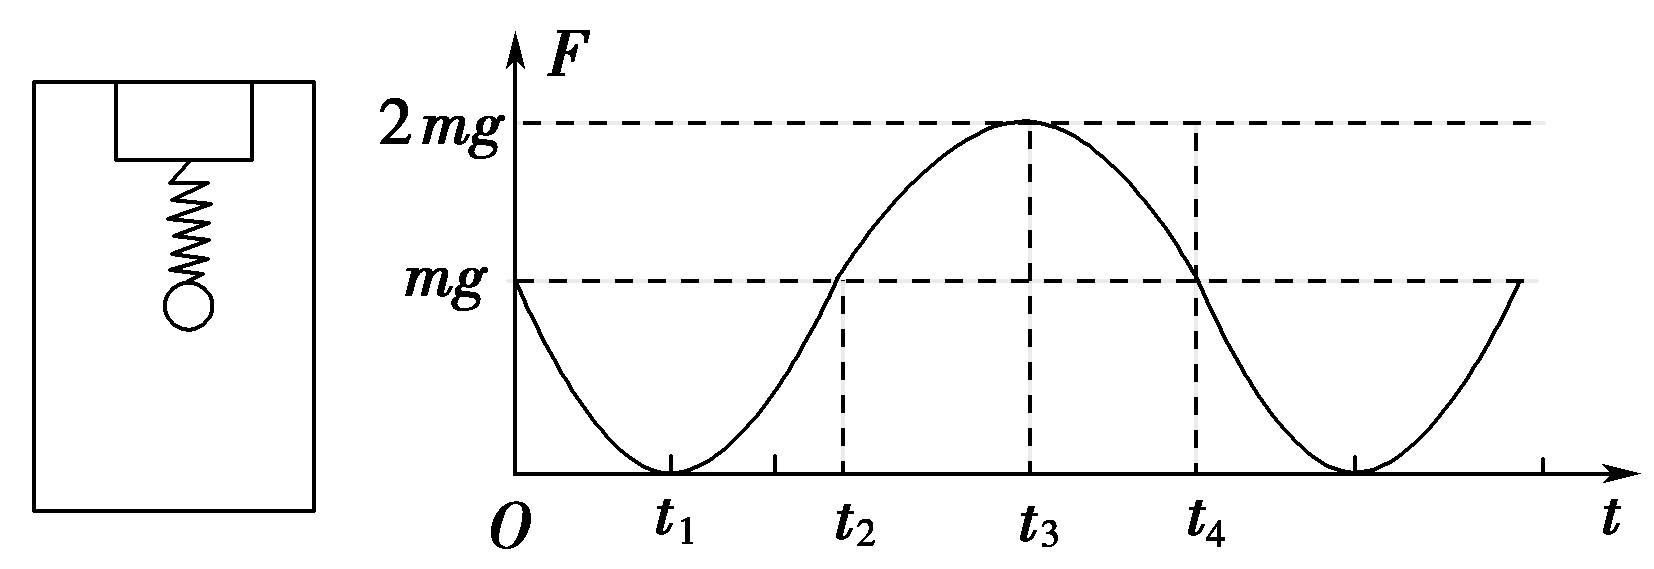 F
2mg
mg
O t₁ t₂ t₃ t₄ t